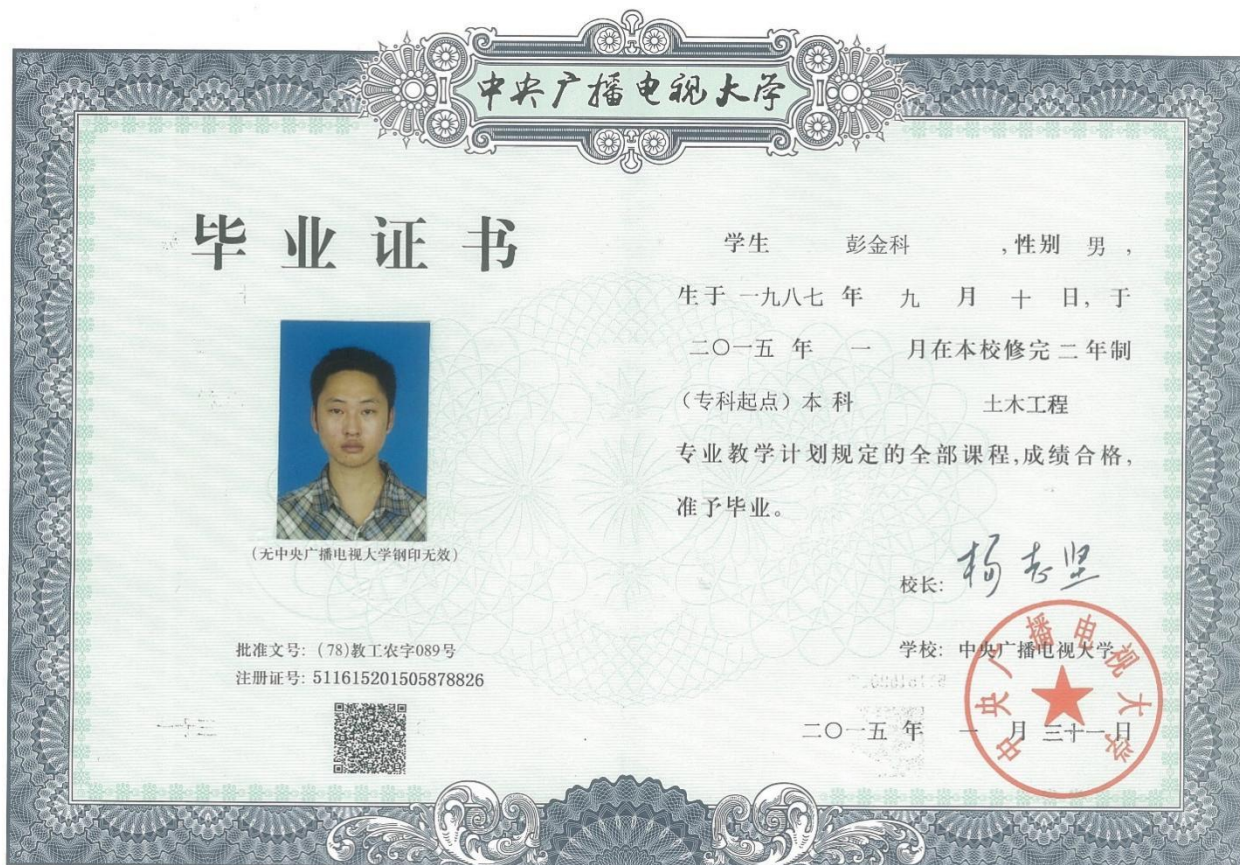 中央广播电视大学
毕业证书
学生 彭金科 ,性别 男 ,
生于 一九八七 年 九 月 十 日, 于
二〇一五 年 一 月在本校修完 二 年制
(专科起点) 本 科 土木工程
专业教学计划规定的全部课程,成绩合格,
准予毕业。
(无中央广播电视大学钢印无效)
校长: 杨志坚
批准文号: (78)教工农字089号
注册证号: 511615201505878826
学校: 中央广播电视大学
二〇一五 年 一 月 三十一 日
中央广播电视大学